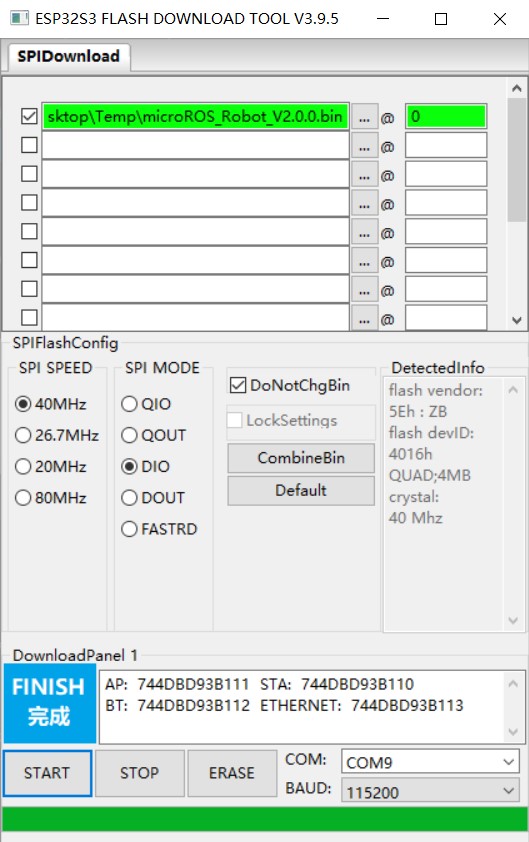 ESP32S3 FLASH DOWNLOAD TOOL V3.9.5
SPIDownload
sktop\Temp\microROS_Robot_V2.0.0.bin ... @ 0
... @
... @
... @
... @
... @
... @
... @
SPIFlashConfig
SPI SPEED
40MHz
26.7MHz
20MHz
80MHz
SPI MODE
QIO
QOUT
DIO
DOUT
FASTRD
DoNotChgBin
LockSettings
CombineBin
Default
DetectedInfo
flash vendor:
5Eh : ZB
flash devID:
4016h
QUAD;4MB
crystal:
40 Mhz
DownloadPanel 1
FINISH
完成
AP: 744DBD93B111 STA: 744DBD93B110
BT: 744DBD93B112 ETHERNET: 744DBD93B113
START
STOP
ERASE
COM: COM9
BAUD: 115200